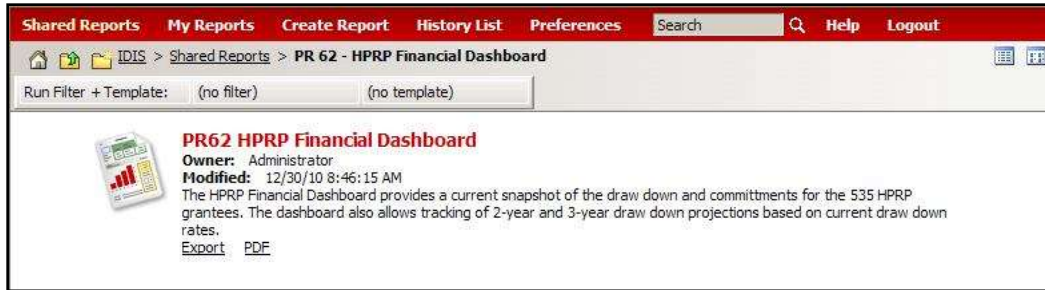 Shared Reports My Reports Create Report History List Preferences Search Help Logout
IDIS > Shared Reports > PR 62 - HPRP Financial Dashboard
Run Filter + Template: (no filter) (no template)
PR62 HPRP Financial Dashboard
Owner: Administrator
Modified: 12/30/10 8:46:15 AM
The HPRP Financial Dashboard provides a current snapshot of the draw down and committments for the 535 HPRP
grantees. The dashboard also allows tracking of 2-year and 3-year draw down projections based on current draw down
rates.
Export PDF